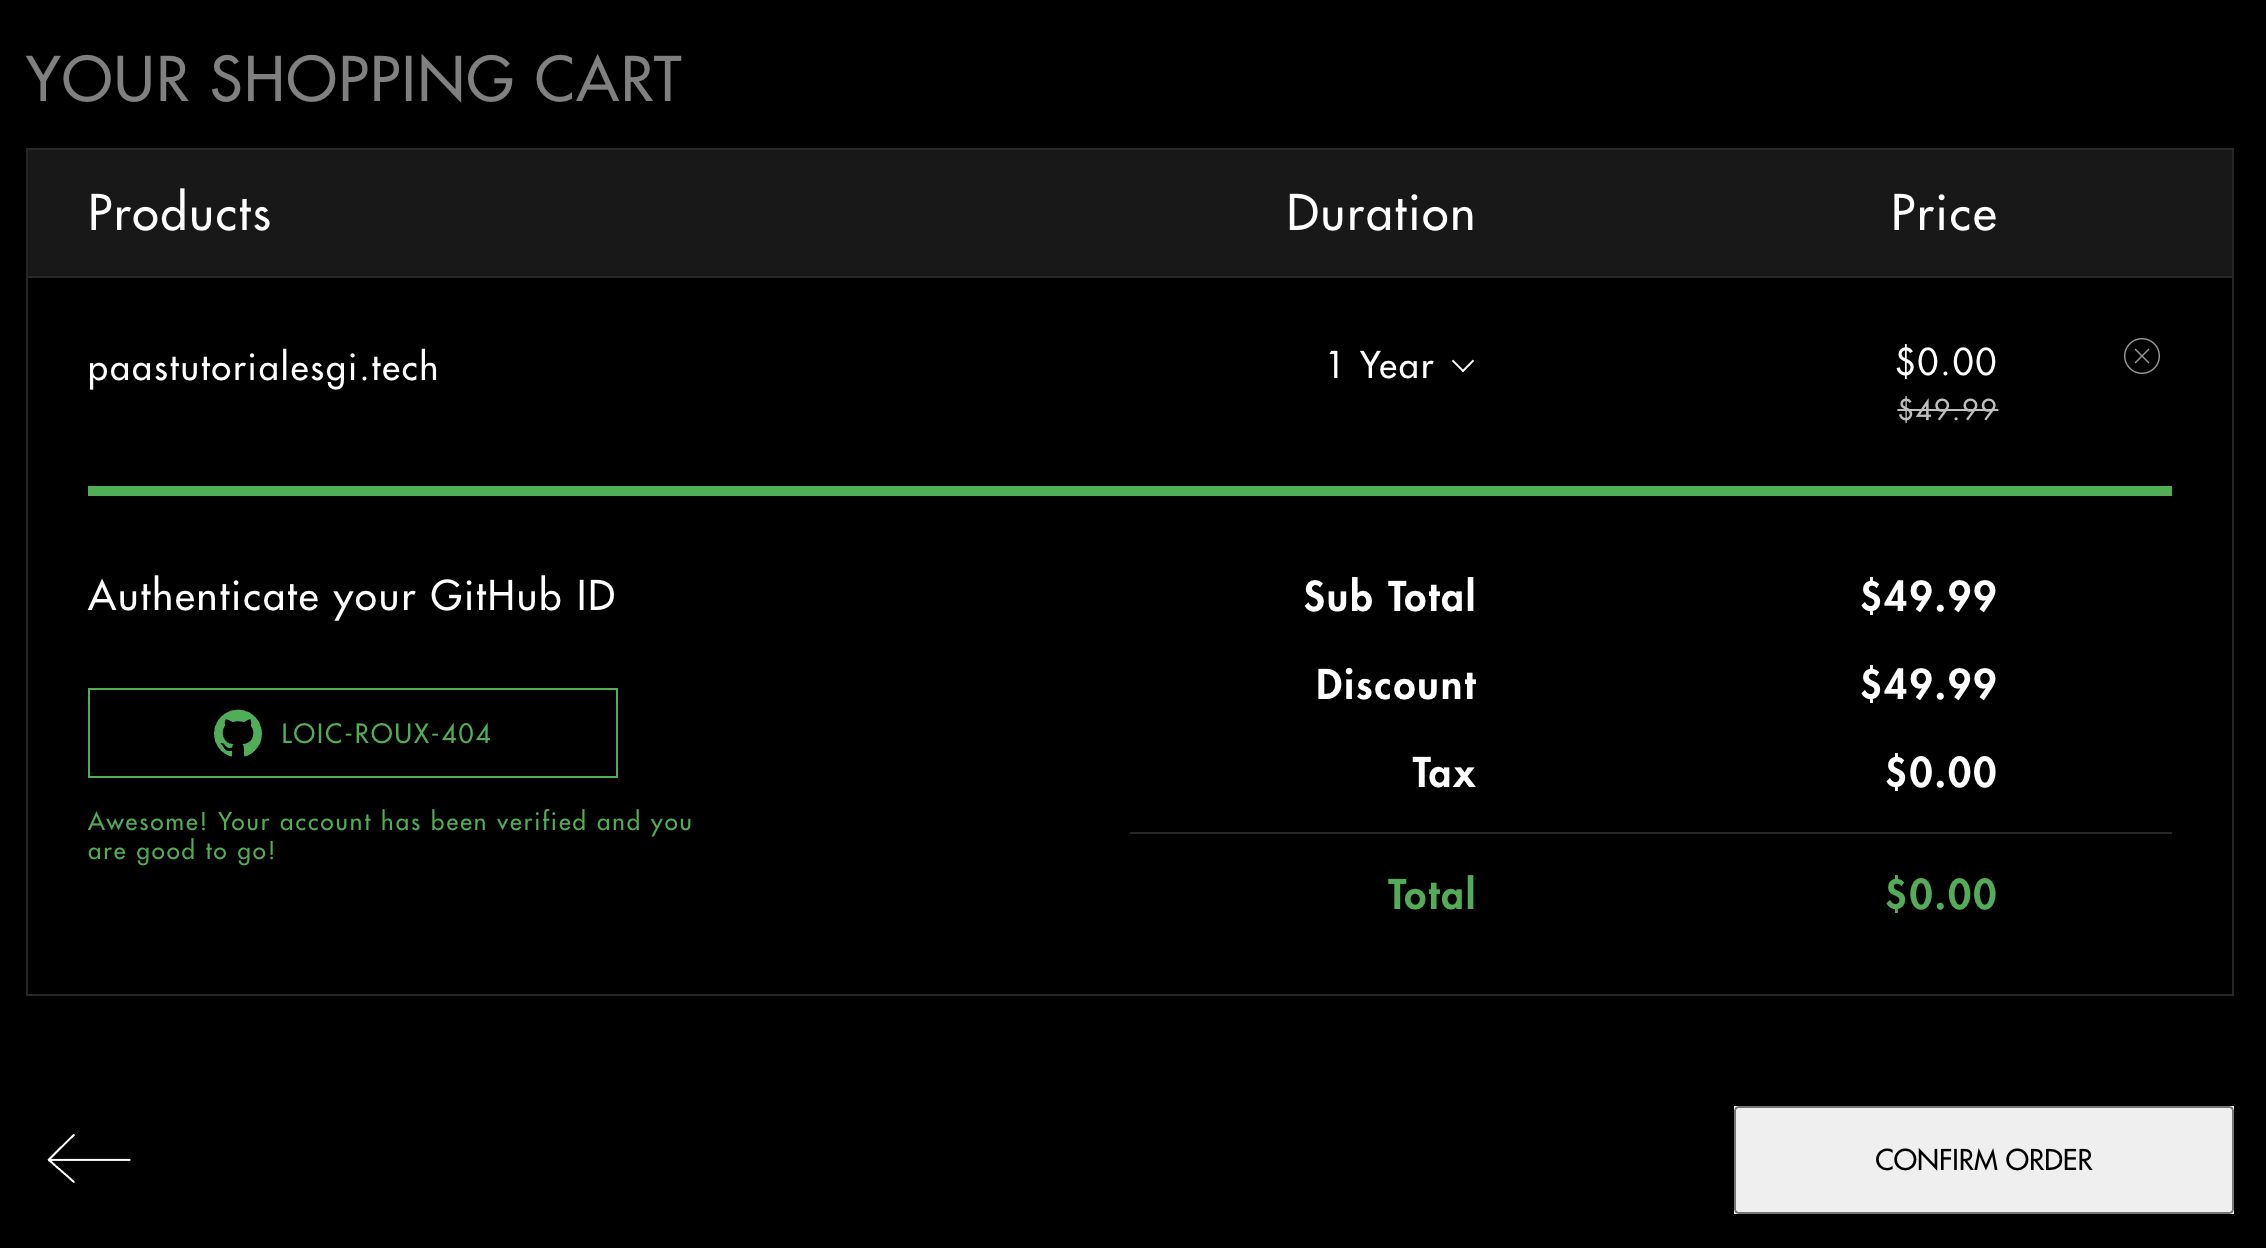 YOUR SHOPPING CART
Products Duration Price
paastutorialesgi.tech 1 Year $0.00
$49.99
Authenticate your GitHub ID
LOIC-ROUX-404
Awesome! Your account has been verified and you
are good to go!
Sub Total $49.99
Discount $49.99
Tax $0.00
Total $0.00
CONFIRM ORDER